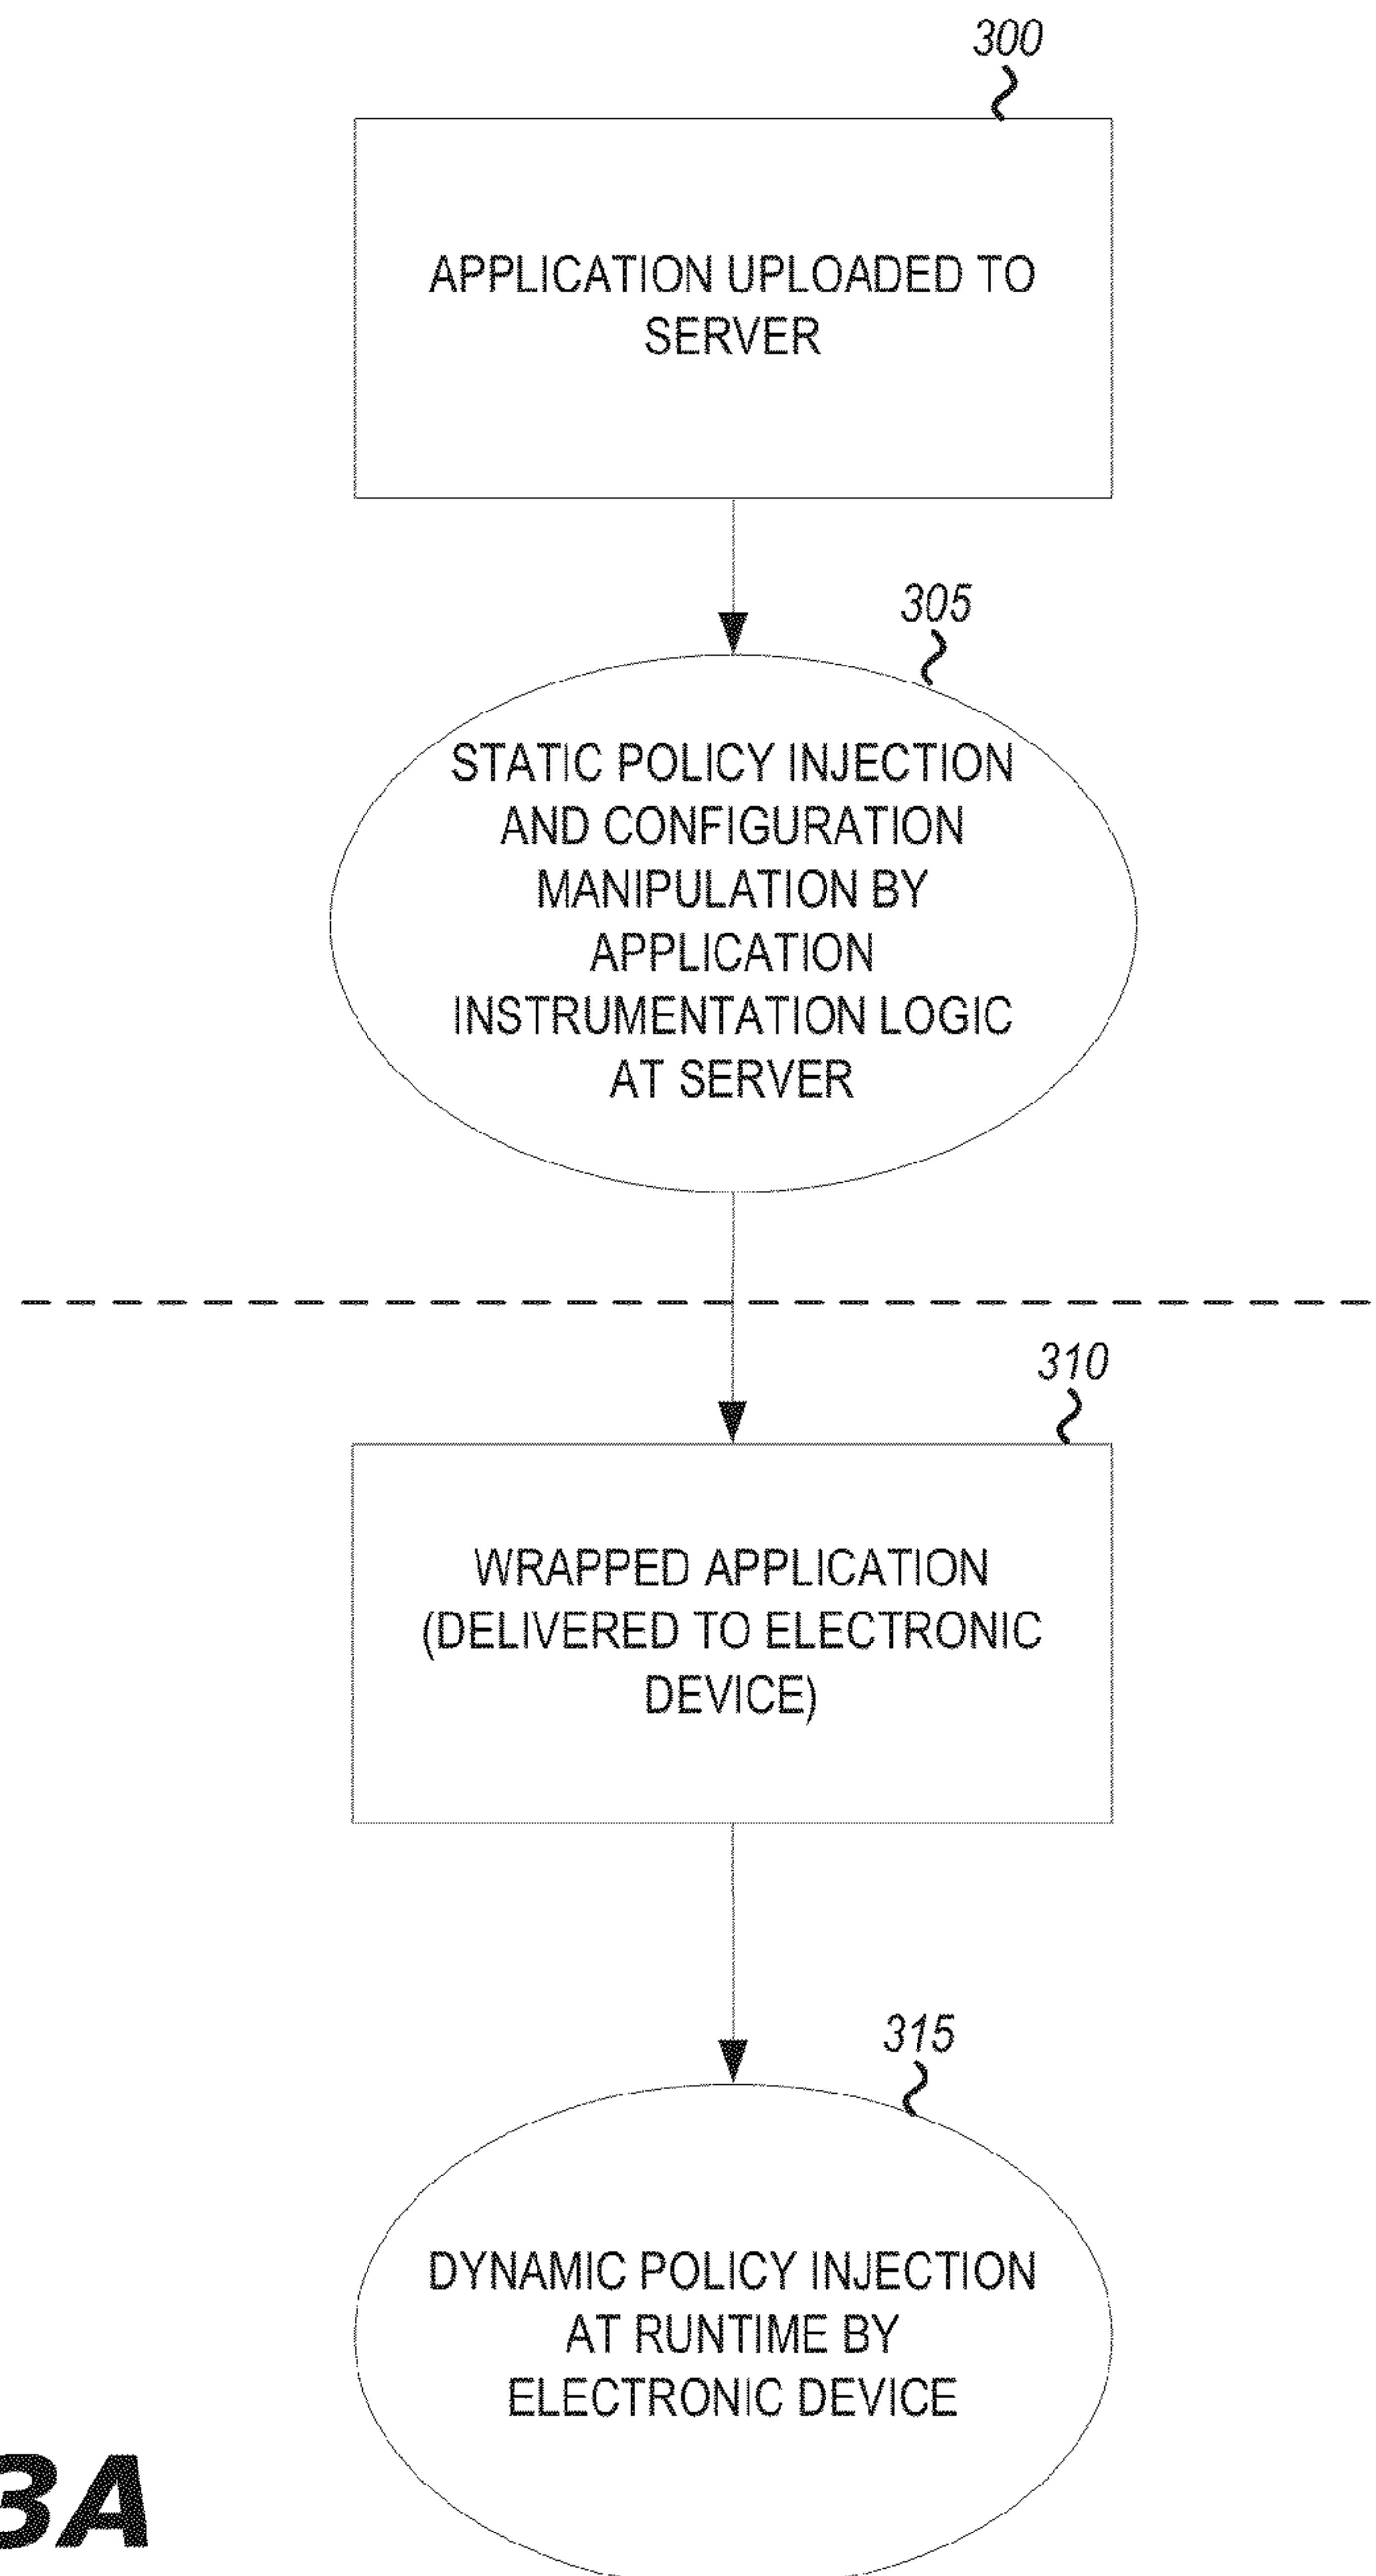 300
APPLICATION UPLOADED TO
SERVER
305
STATIC POLICY INJECTION
AND CONFIGURATION
MANIPULATION BY
APPLICATION
INSTRUMENTATION LOGIC
AT SERVER
310
WRAPPED APPLICATION
(DELIVERED TO ELECTRONIC
DEVICE)
315
DYNAMIC POLICY INJECTION
AT RUNTIME BY
ELECTRONIC DEVICE
3A